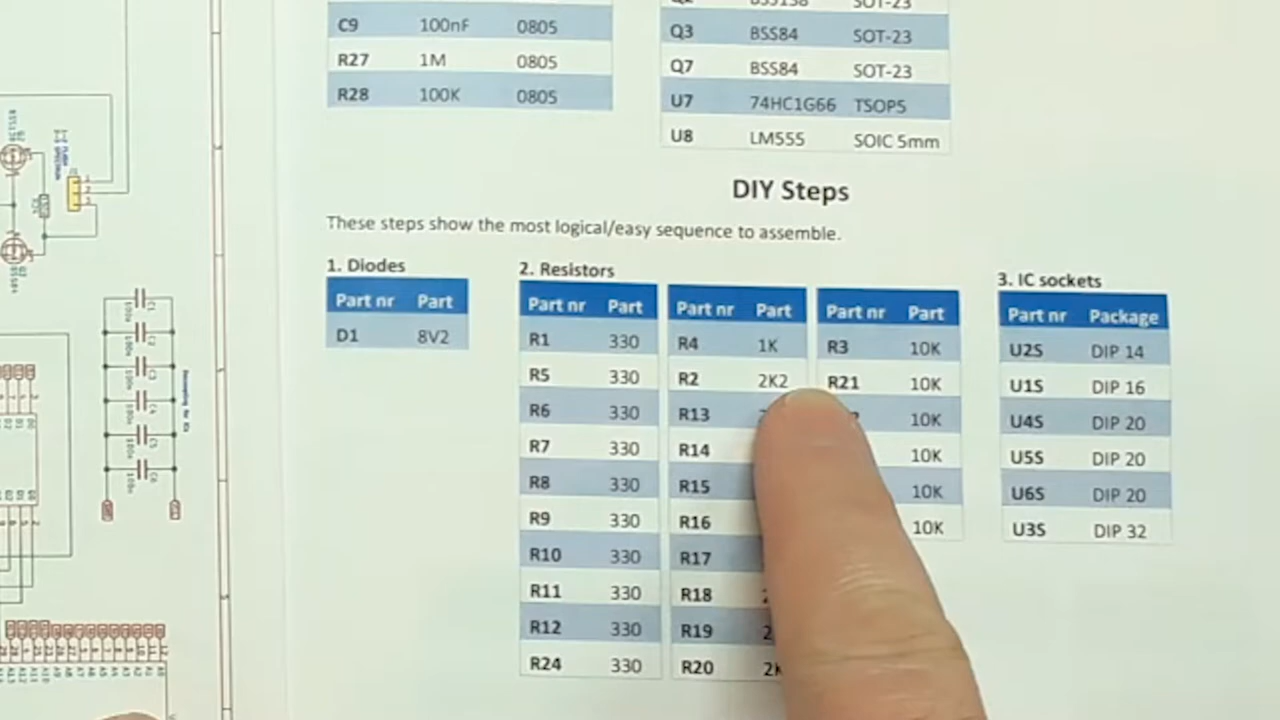 C9 100nF 0805
R27 1M 0805
R28 100K 0805
Q3 BSS84 SOT-23
Q7 BSS84 SOT-23
U7 74HC1G66 TSOP5
U8 LM555 SOIC 5mm
DIY Steps
These steps show the most logical/easy sequence to assemble.
1. Diodes
Part nr Part
D1 8V2
2. Resistors
Part nr Part
R1 330
R5 330
R6 330
R7 330
R8 330
R9 330
R10 330
R11 330
R12 330
R24 330
Part nr Part
R4 1K
R2 2K2
R13
R14
R15
R16
R17
R18
R19
R20
Part nr Part
R3 10K
R21 10K
10K
10K
10K
10K
3. IC sockets
Part nr Package
U2S DIP 14
U1S DIP 16
U4S DIP 20
U5S DIP 20
U6S DIP 20
U3S DIP 32